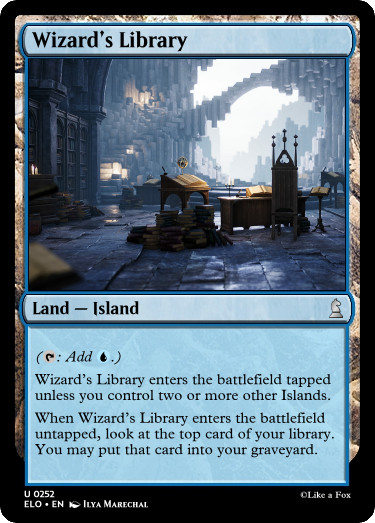 Wizard's Library
Land — Island
(: Add .)
Wizard's Library enters the battlefield tapped
unless you control two or more other Islands.
When Wizard's Library enters the battlefield
untapped, look at the top card of your library.
You may put that card into your graveyard.
U 0252
ELO • EN Ilya Marechal
©Like a Fox